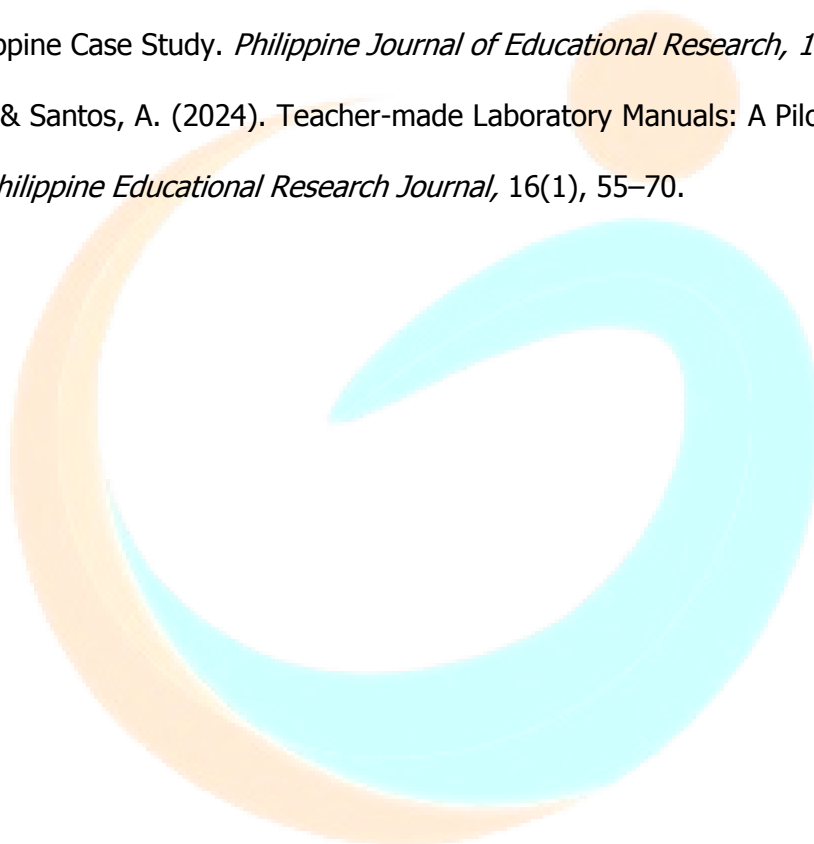 ppine Case Study. Philippine Journal of Educational Research, 1
& Santos, A. (2024). Teacher-made Laboratory Manuals: A Pilo
hilippine Educational Research Journal, 16(1), 55–70.